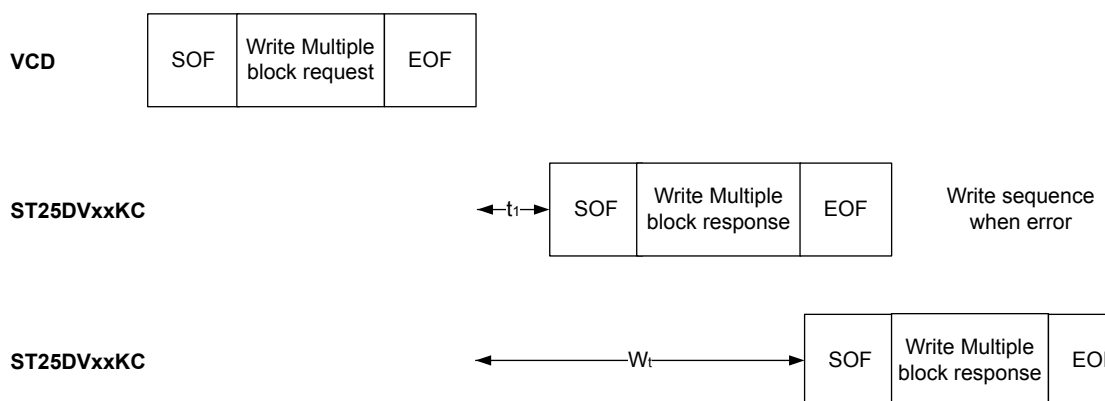 VCD
SOF
Write Multiple
block request
EOF
ST25DVxxKC
t1
SOF
Write Multiple
block response
EOF
Write sequence
when error
ST25DVxxKC
Wt
SOF
Write Multiple
block response